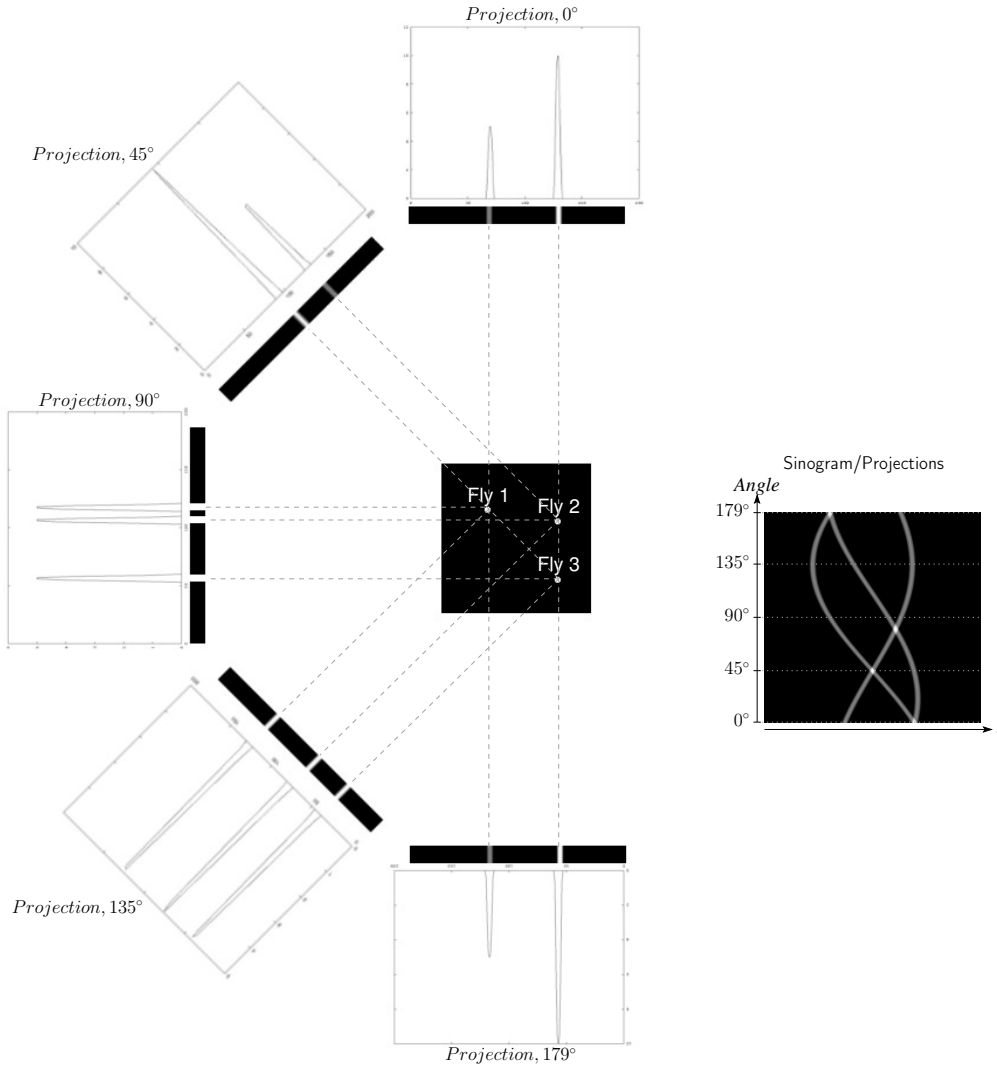 Projection, 0°
Projection, 45°
Projection, 90°
Fly 1
Fly 2
Fly 3
Sinogram/Projections
Angle
179°
135°
90°
45°
0°
Projection, 135°
Projection, 179°